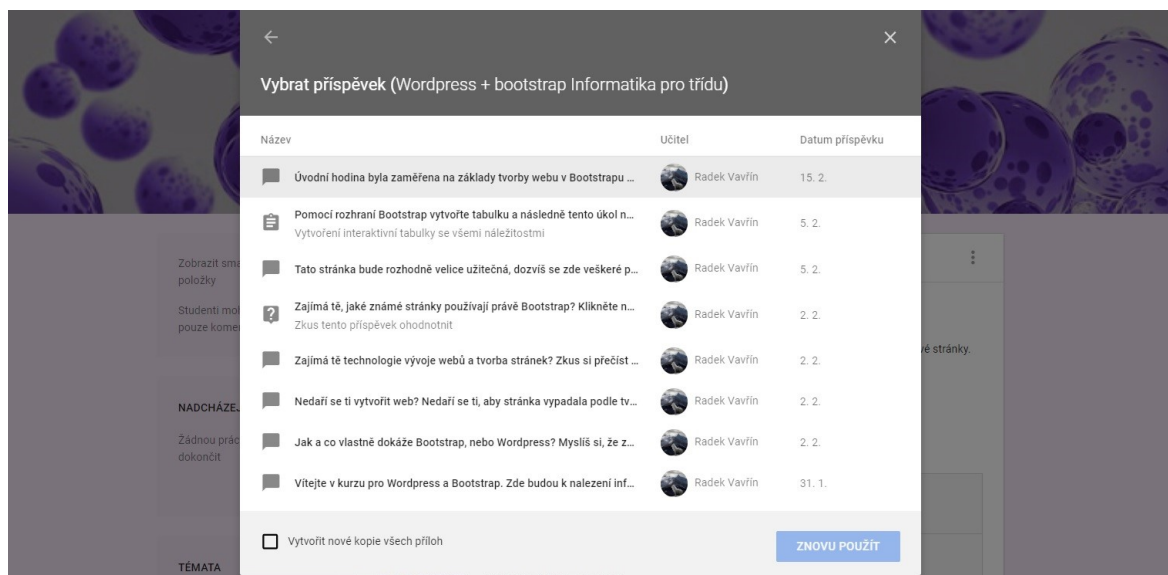 Vybrat příspěvek (Wordpress + bootstrap Informatika pro třídu)
Název Učitel Datum příspěvku
Úvodní hodina byla zaměřena na základy tvorby webu v Bootstrapu ... Radek Vavřín 15. 2.
Pomocí rozhraní Bootstrap vytvořte tabulku a následně tento úkol n... Radek Vavřín 5. 2.
Vytvoření interaktivní tabulky se všemi náležitostmi
Tato stránka bude rozhodně velice užitečná, dozvíš se zde veškeré p... Radek Vavřín 5. 2.
Zajímá tě, jaké známé stránky používají právě Bootstrap? Klikněte n... Radek Vavřín 2. 2.
Zkus tento příspěvek ohodnotnit
Zajímá tě technologie vývoje webů a tvorba stránek? Zkus si přečíst ... Radek Vavřín 2. 2.
Nedaří se ti vytvořit web? Nedaří se ti, aby stránka vypadala podle tv... Radek Vavřín 2. 2.
Jak a co vlastně dokáže Bootstrap, nebo Wordpress? Myslíš si, že z... Radek Vavřín 2. 2.
Vítejte v kurzu pro Wordpress a Bootstrap. Zde budou k nalezení inf... Radek Vavřín 31. 1.
Vytvořit nové kopie všech příloh
ZNOVU POUŽÍT
Zobrazit sma
položky
Studenti moh
pouze kome
NADCHÁZEJ
Žádnou prác
dokončit
TÉMATA
vé stránky.